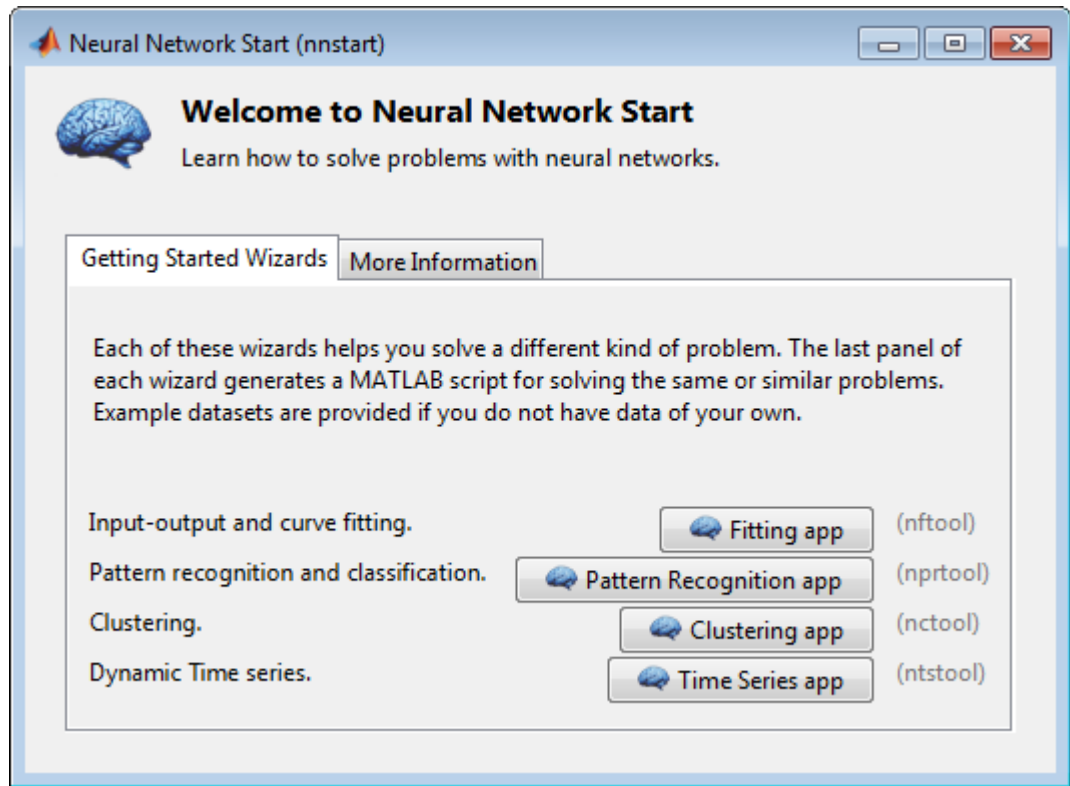 Neural Network Start (nnstart)
Welcome to Neural Network Start
Learn how to solve problems with neural networks.
Getting Started Wizards
More Information
Each of these wizards helps you solve a different kind of problem. The last panel of
each wizard generates a MATLAB script for solving the same or similar problems.
Example datasets are provided if you do not have data of your own.
Input-output and curve fitting. Fitting app (nftool)
Pattern recognition and classification. Pattern Recognition app (nprtool)
Clustering. Clustering app (nctool)
Dynamic Time series. Time Series app (ntstool)